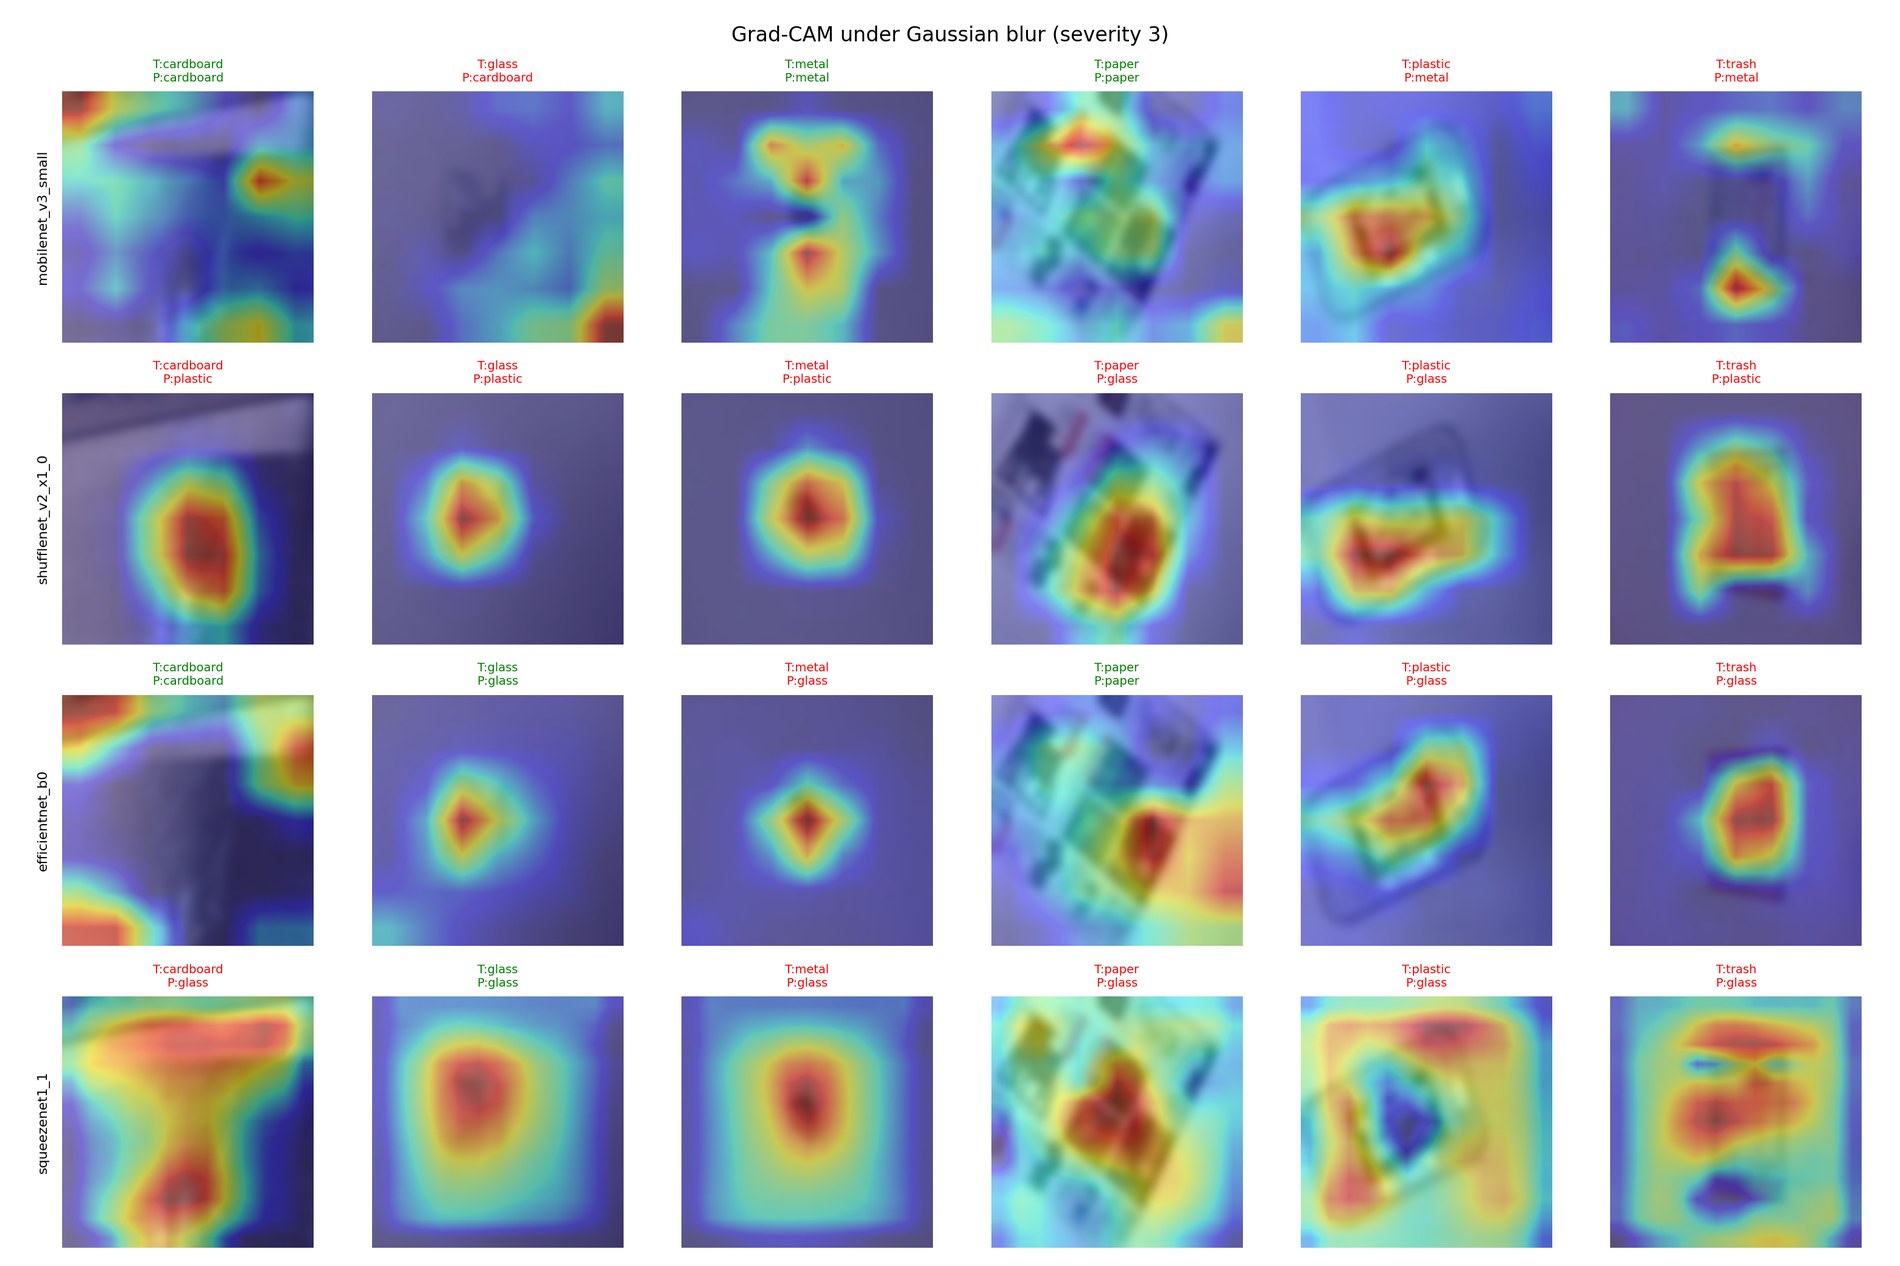 Grad-CAM under Gaussian blur (severity 3)
T:cardboard
P:cardboard
T:glass
P:cardboard
T:metal
P:metal
T:paper
P:paper
T:plastic
P:metal
T:trash
P:metal
mobilenet_v3_small
T:cardboard
P:plastic
T:glass
P:plastic
T:metal
P:plastic
T:paper
P:glass
T:plastic
P:glass
T:trash
P:plastic
shufflenet_v2_x1_0
T:cardboard
P:cardboard
T:glass
P:glass
T:metal
P:glass
T:paper
P:paper
T:plastic
P:glass
T:trash
P:glass
efficientnet_b0
T:cardboard
P:glass
T:glass
P:glass
T:metal
P:glass
T:paper
P:glass
T:plastic
P:glass
T:trash
P:glass
squeezenet1_1